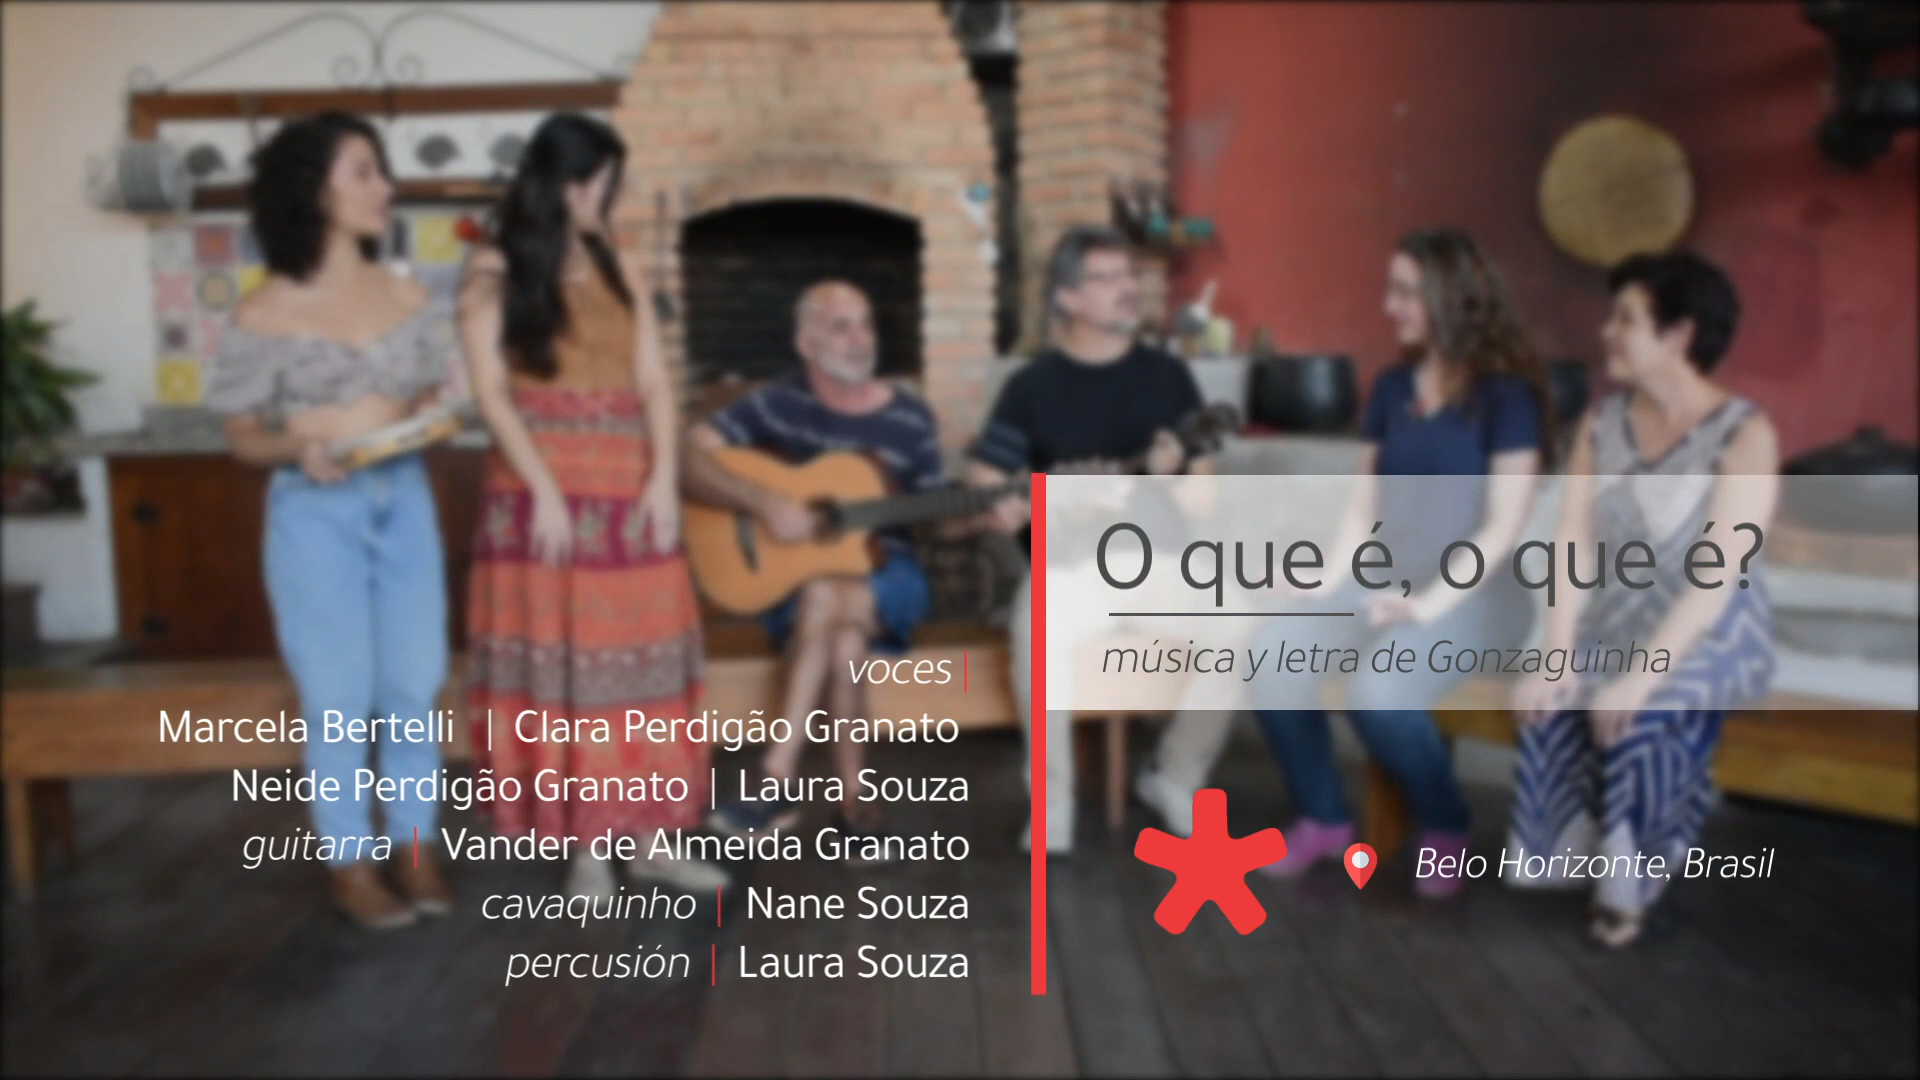 O que é, o que é?
música y letra de Gonzaguinha
voces |
Marcela Bertelli | Clara Perdigão Granato
Neide Perdigão Granato | Laura Souza
guitarra | Vander de Almeida Granato
cavaquinho | Nane Souza
percusión | Laura Souza
Belo Horizonte, Brasil